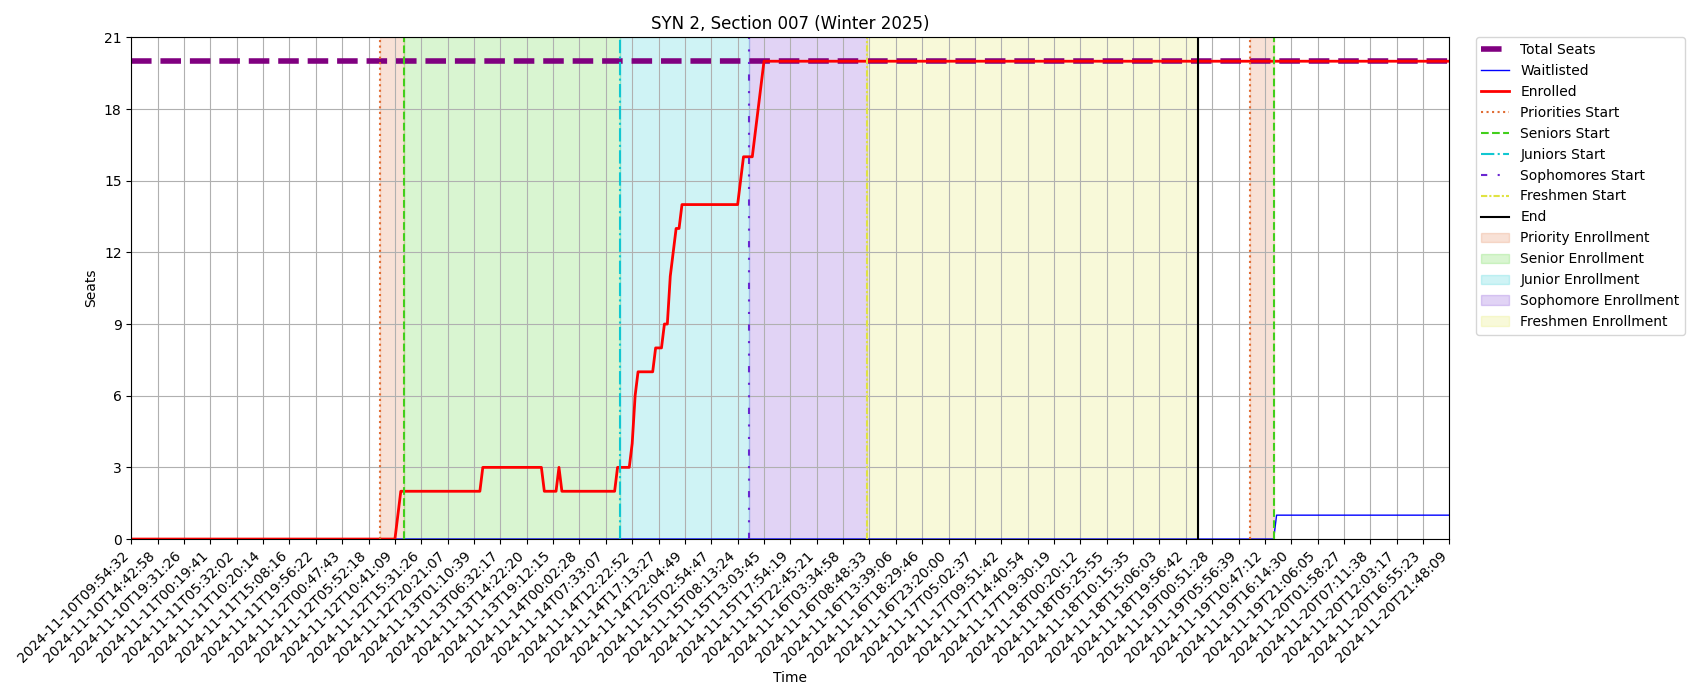 SYN 2, Section 007 (Winter 2025)
Seats
21
18
15
12
9
6
3
0
2024-11-10T09:54:32
2024-11-10T14:42:58
2024-11-10T19:31:26
2024-11-11T00:19:41
2024-11-11T05:32:02
2024-11-11T10:20:14
2024-11-11T15:08:16
2024-11-11T19:56:22
2024-11-12T00:47:43
2024-11-12T05:52:18
2024-11-12T10:41:09
2024-11-12T15:31:26
2024-11-12T20:21:07
2024-11-13T01:10:39
2024-11-13T06:32:17
2024-11-13T14:22:20
2024-11-13T19:12:15
2024-11-14T00:02:28
2024-11-14T07:33:07
2024-11-14T12:22:52
2024-11-14T17:13:27
2024-11-14T22:04:49
2024-11-15T02:54:47
2024-11-15T08:13:24
2024-11-15T13:03:45
2024-11-15T17:54:19
2024-11-15T22:45:21
2024-11-16T03:34:58
2024-11-16T08:48:33
2024-11-16T13:39:06
2024-11-16T18:29:46
2024-11-16T23:20:00
2024-11-17T05:02:37
2024-11-17T09:51:42
2024-11-17T14:40:54
2024-11-17T19:30:19
2024-11-18T00:20:12
2024-11-18T05:25:55
2024-11-18T10:15:35
2024-11-18T15:06:03
2024-11-18T19:56:42
2024-11-19T00:51:28
2024-11-19T05:56:39
2024-11-19T10:47:12
2024-11-19T16:14:30
2024-11-19T21:06:05
2024-11-20T01:58:27
2024-11-20T07:11:38
2024-11-20T12:03:17
2024-11-20T16:55:23
2024-11-20T21:48:09
Time
Total Seats
Waitlisted
Enrolled
Priorities Start
Seniors Start
Juniors Start
Sophomores Start
Freshmen Start
End
Priority Enrollment
Senior Enrollment
Junior Enrollment
Sophomore Enrollment
Freshmen Enrollment